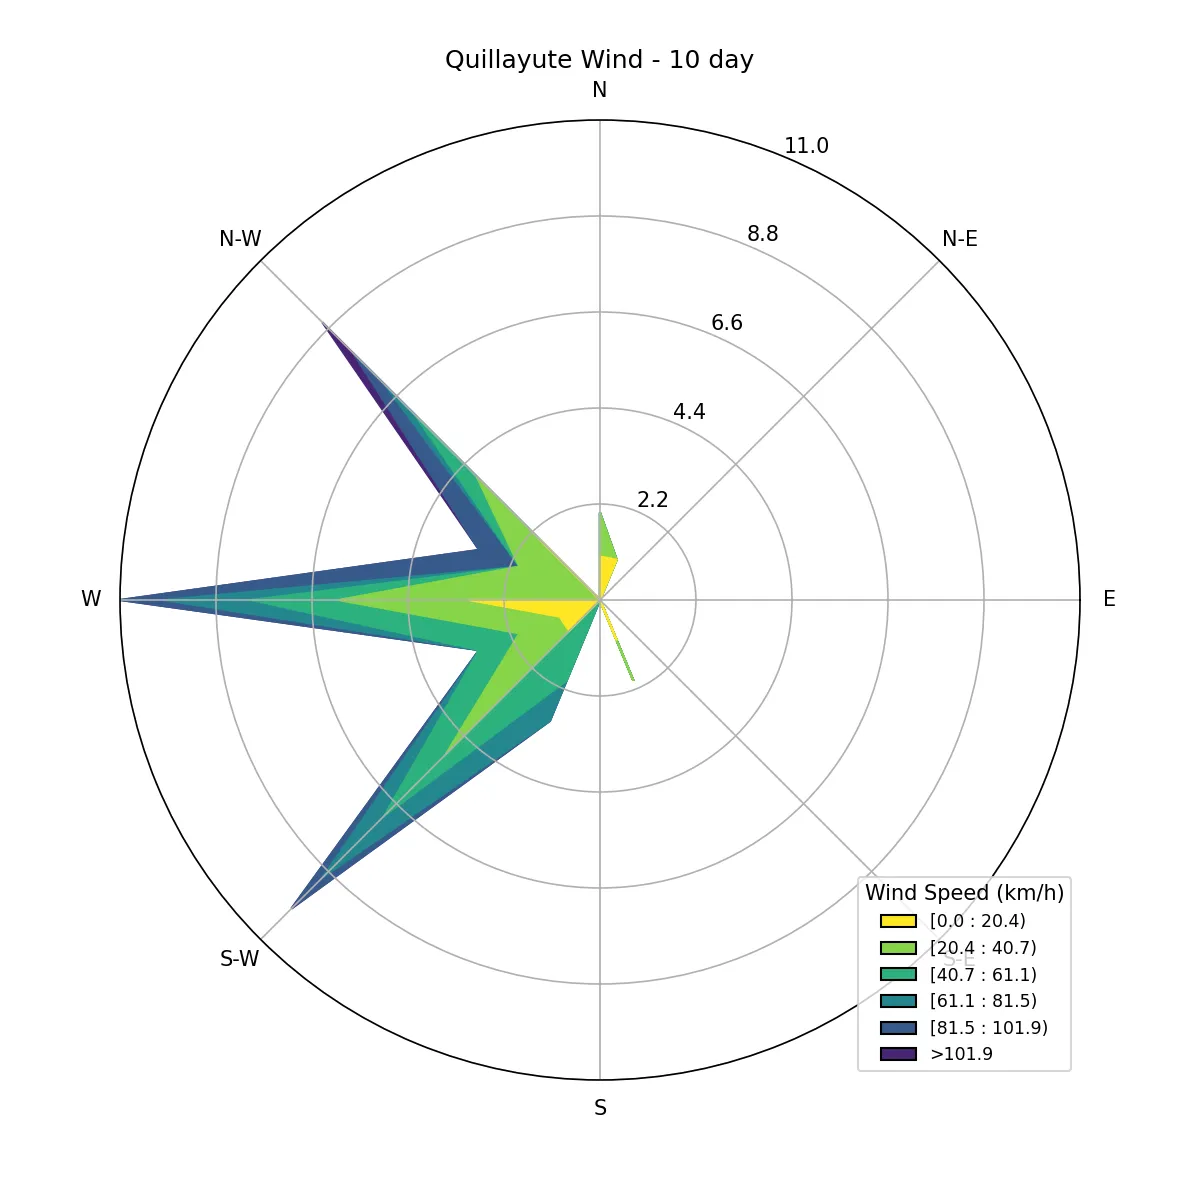 Quillayute Wind - 10 day
N
11.0
N-W
N-E
8.8
6.6
4.4
2.2
W
E
S-W
S-E
S
Wind Speed (km/h)
[0.0 : 20.4)
[20.4 : 40.7)
[40.7 : 61.1)
[61.1 : 81.5)
[81.5 : 101.9)
>101.9